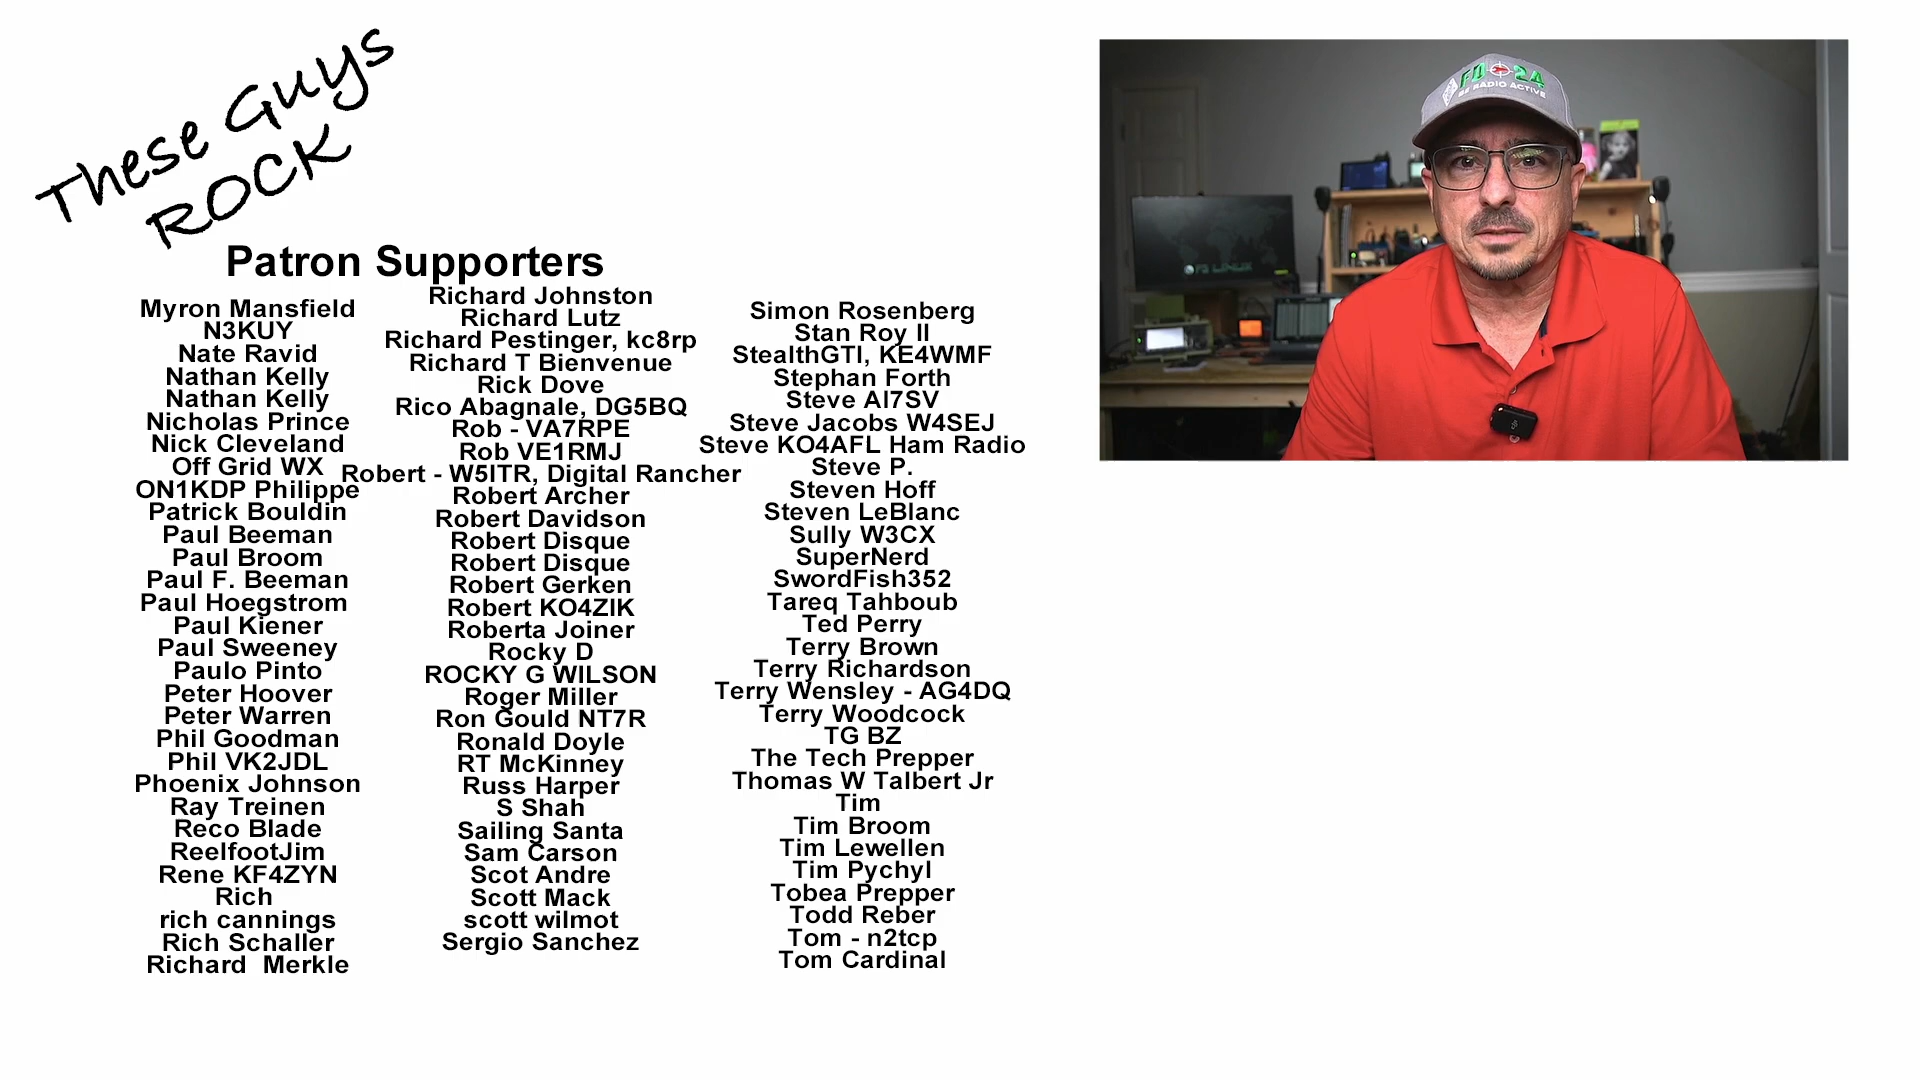 These Guys
ROCK
Patron Supporters
Myron Mansfield
N3KUY
Nate Ravid
Nathan Kelly
Nathan Kelly
Nicholas Prince
Nick Cleveland
Off Grid WX
ON1KDP Philippe
Patrick Bouldin
Paul Beeman
Paul Broom
Paul F. Beeman
Paul Hoegstrom
Paul Kiener
Paul Sweeney
Paulo Pinto
Peter Hoover
Peter Warren
Phil Goodman
Phil VK2JDL
Phoenix Johnson
Ray Treinen
Reco Blade
ReelfootJim
Rene KF4ZYN
Rich
rich cannings
Rich Schaller
Richard  Merkle
Richard Johnston
Richard Lutz
Richard Pestinger, kc8rp
Richard T Bienvenue
Rick Dove
Rico Abagnale, DG5BQ
Rob - VA7RPE
Rob VE1RMJ
Robert - W5ITR, Digital Rancher
Robert Archer
Robert Davidson
Robert Disque
Robert Disque
Robert Gerken
Robert KO4ZIK
Roberta Joiner
Rocky D
ROCKY G WILSON
Roger Miller
Ron Gould NT7R
Ronald Doyle
RT McKinney
Russ Harper
S Shah
Sailing Santa
Sam Carson
Scot Andre
Scott Mack
scott wilmot
Sergio Sanchez
Simon Rosenberg
Stan Roy II
StealthGTI, KE4WMF
Stephan Forth
Steve AI7SV
Steve Jacobs W4SEJ
Steve KO4AFL Ham Radio
Steve P.
Steven Hoff
Steven LeBlanc
Sully W3CX
SuperNerd
SwordFish352
Tareq Tahboub
Ted Perry
Terry Brown
Terry Richardson
Terry Wensley - AG4DQ
Terry Woodcock
TG BZ
The Tech Prepper
Thomas W Talbert Jr
Tim
Tim Broom
Tim Lewellen
Tim Pychyl
Tobea Prepper
Todd Reber
Tom - n2tcp
Tom Cardinal
FD 24
BE RADIO ACTIVE